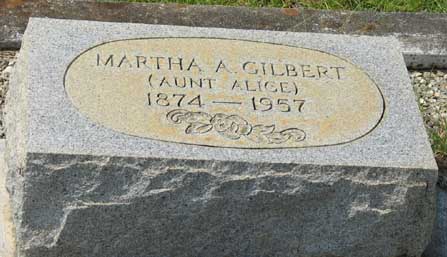 MARTHA A. GILBERT
(AUNT ALICE)
1874 — 1957